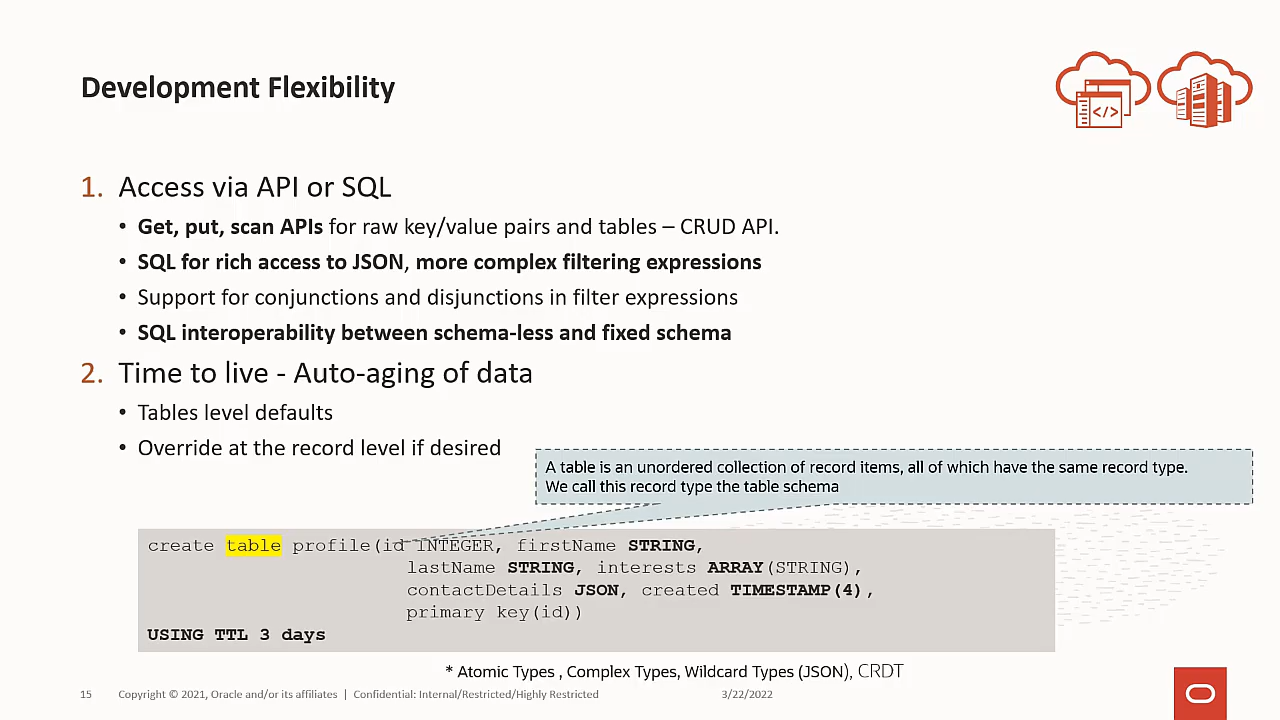 Development Flexibility
</>
1. Access via API or SQL
• Get, put, scan APIs for raw key/value pairs and tables – CRUD API.
• SQL for rich access to JSON, more complex filtering expressions
• Support for conjunctions and disjunctions in filter expressions
• SQL interoperability between schema-less and fixed schema
2. Time to live - Auto-aging of data
• Tables level defaults
• Override at the record level if desired
A table is an unordered collection of record items, all of which have the same record type.
We call this record type the table schema
create table profile(id INTEGER, firstName STRING,
lastName STRING, interests ARRAY(STRING),
contactDetails JSON, created TIMESTAMP(4),
primary key(id))
USING TTL 3 days
* Atomic Types , Complex Types, Wildcard Types (JSON), CRDT
15 Copyright © 2021, Oracle and/or its affiliates | Confidential: Internal/Restricted/Highly Restricted 3/22/2022